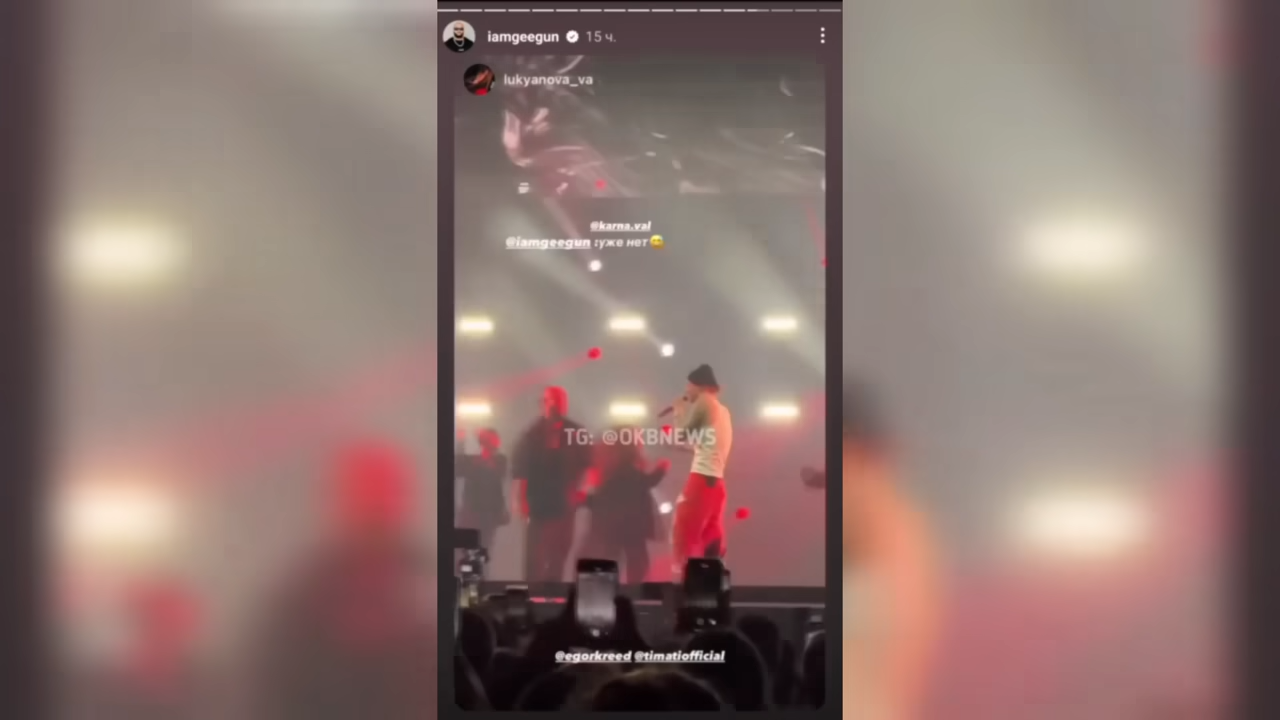 iamgeegun 15 ч.
lukyanova_va
@karna.val
@iamgeegun :уже нет😅
TG: @OKBNEWS
@egorkreed @timatiofficial